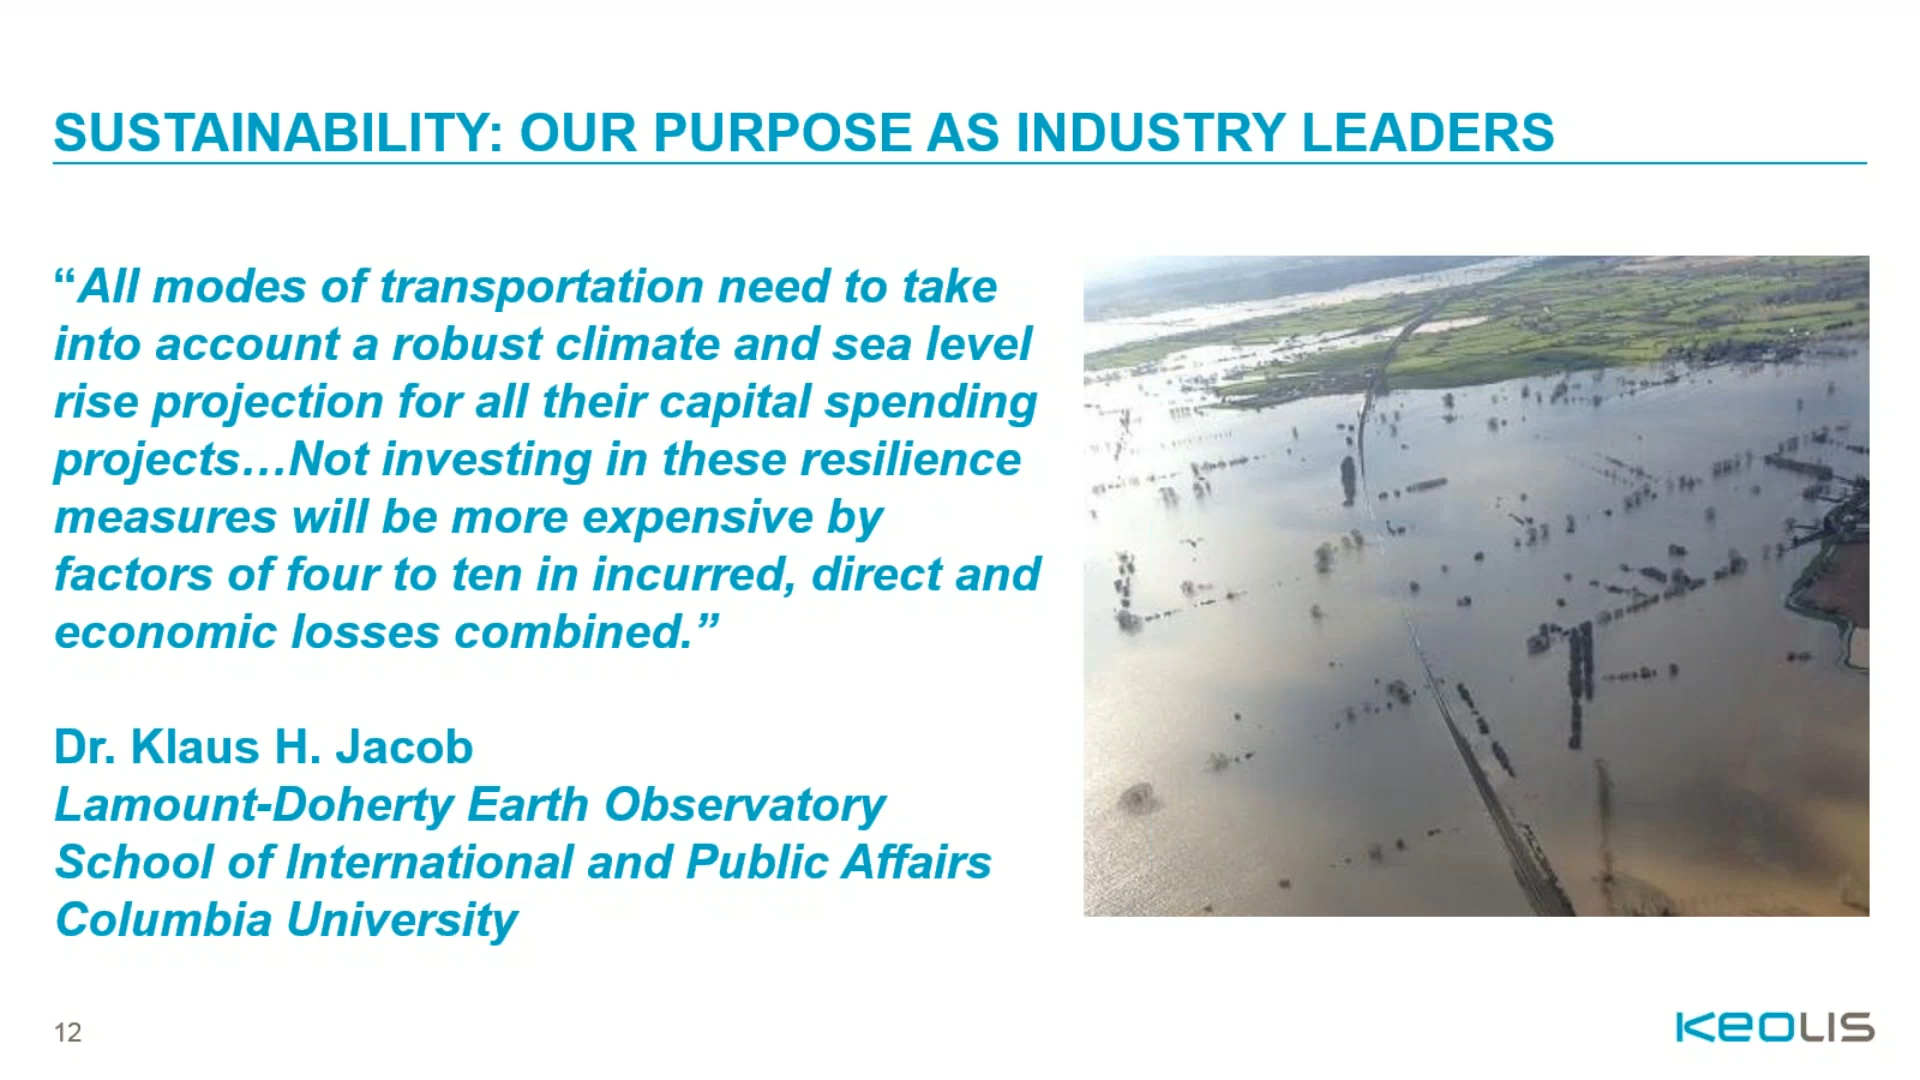 SUSTAINABILITY: OUR PURPOSE AS INDUSTRY LEADERS
“All modes of transportation need to take
into account a robust climate and sea level
rise projection for all their capital spending
projects…Not investing in these resilience
measures will be more expensive by
factors of four to ten in incurred, direct and
economic losses combined.”
Dr. Klaus H. Jacob
Lamount-Doherty Earth Observatory
School of International and Public Affairs
Columbia University
12
KEOLIS